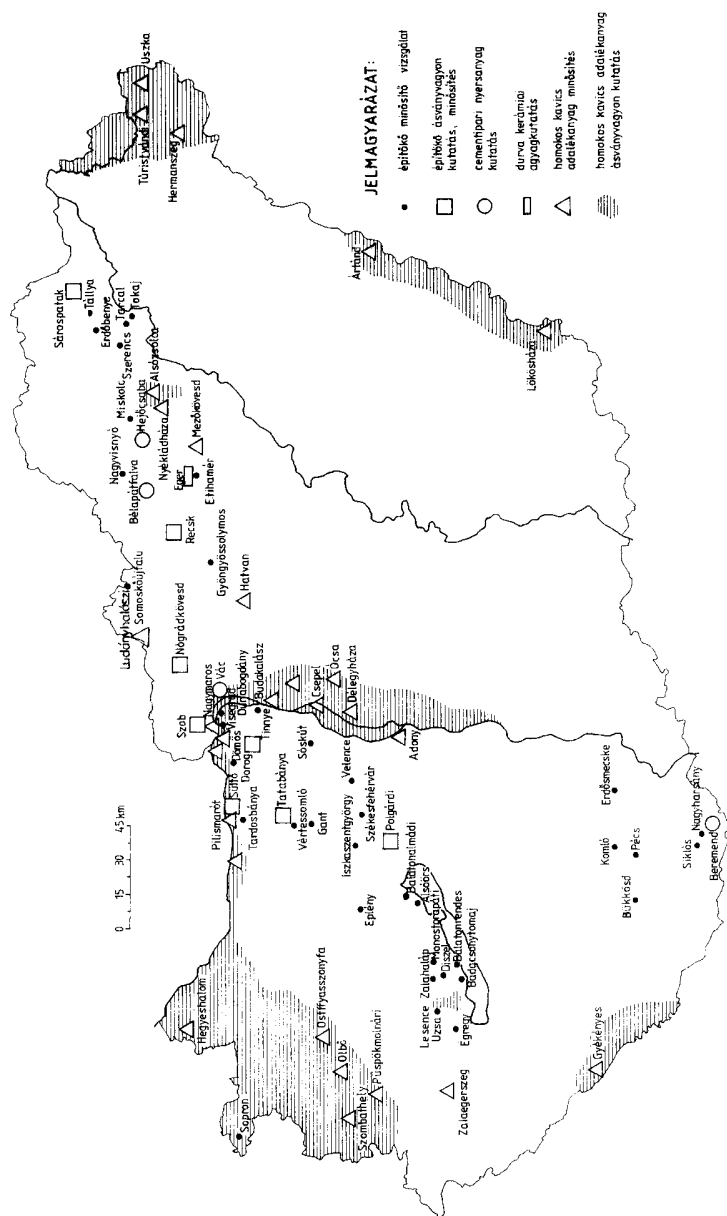 JELMAGYARÁZAT:
építőkő minősítő vizsgálat
építőkő ásványvagyon
kutatás, minősítés
cementipari nyersanyag
kutatás
durva kerámiai
agyagkutatás
homokos kavics
adalékanyag minősítés
homokos kavics adalékanyag
ásványvagyon kutatás
0 15 30 45 km
Uszka
Túristvándi
Hermánszeg
Sárospatak
Tállya
Erdőbénye
Tarcal
Tokaj
Szerencs
Miskolc
Hejőcsaba
Alsózsolca
Nyékládháza
Nagyvisnyó
Bélapátfalva
Mezőkövesd
Eger
Recsk
Gyöngyössolymos
Hatvan
Somoskőújfalu
Nógrádkövesd
Ártánd
Lőkösháza
Szob
Nagymaros
Vác
Visegrád
Dunabogdány
Budakalász
Dömös
Dorog
Tinnye
Süttő
Pilismarót
Tardosbánya
Tatabánya
Vértessomló
Gánt
Sóskút
Csepel
Ócsa
Delegyháza
Adony
Velence
Székesfehérvár
Iszkaszentgyörgy
Polgárdi
Eplény
Balatonalmádi
Alsóörs
Monostorapáti
Zalahaláp
Diszel
Balatonrendes
Badacsonytomaj
Lesence
Uzsa
Egregy
Zalaegerszeg
Hegyeshalom
Sopron
Ostffyasszonyfa
Ölbő
Püspökmolnári
Szombathely
Gyékényes
Erdősmecske
Komló
Pécs
Bükkösd
Siklós
Nagyharsány
Beremend